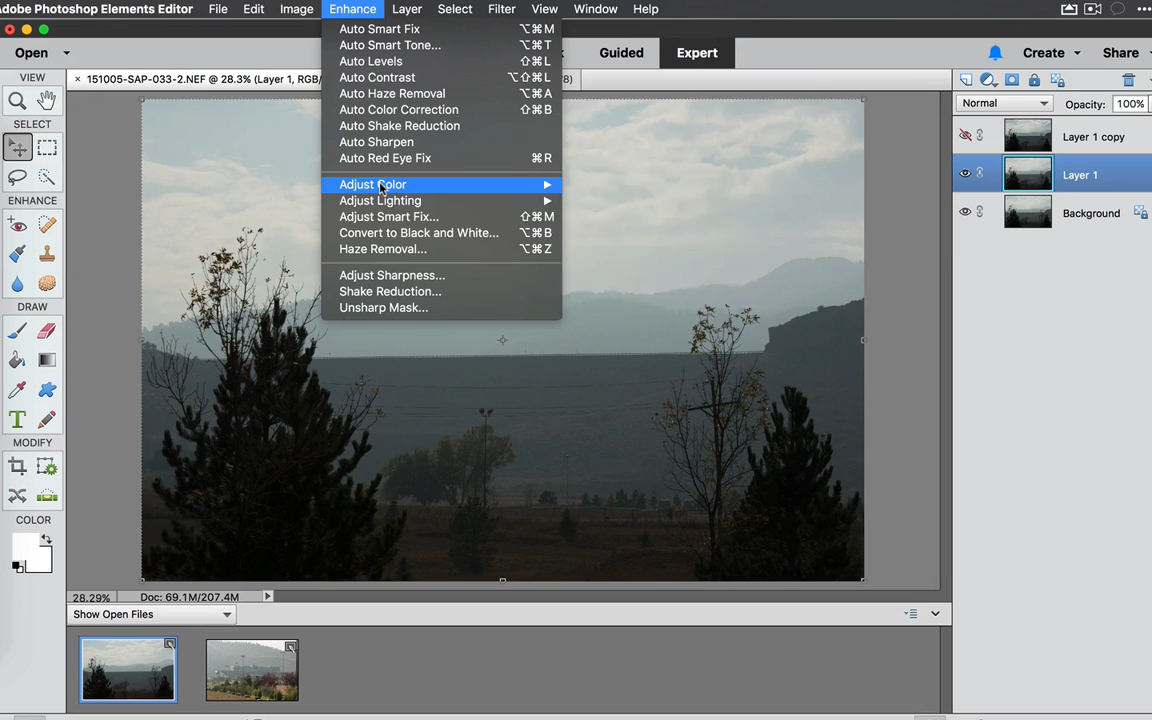 Adobe Photoshop Elements Editor File Edit Image Enhance Layer Select Filter View Window Help
Open Guided Expert Create Share
VIEW
× 151005-SAP-033-2.NEF @ 28.3% (Layer 1, RGB/ 8)
SELECT
ENHANCE
DRAW
MODIFY
COLOR
Auto Smart Fix ⌥⌘M
Auto Smart Tone... ⌥⌘T
Auto Levels ⇧⌘L
Auto Contrast ⌥⇧⌘L
Auto Haze Removal ⌥⌘A
Auto Color Correction ⇧⌘B
Auto Shake Reduction
Auto Sharpen
Auto Red Eye Fix ⌘R
Adjust Color
Adjust Lighting
Adjust Smart Fix... ⇧⌘M
Convert to Black and White... ⌥⌘B
Haze Removal... ⌥⌘Z
Adjust Sharpness...
Shake Reduction...
Unsharp Mask...
Normal Opacity: 100%
Layer 1 copy
Layer 1
Background
28.29% Doc: 69.1M/207.4M
Show Open Files